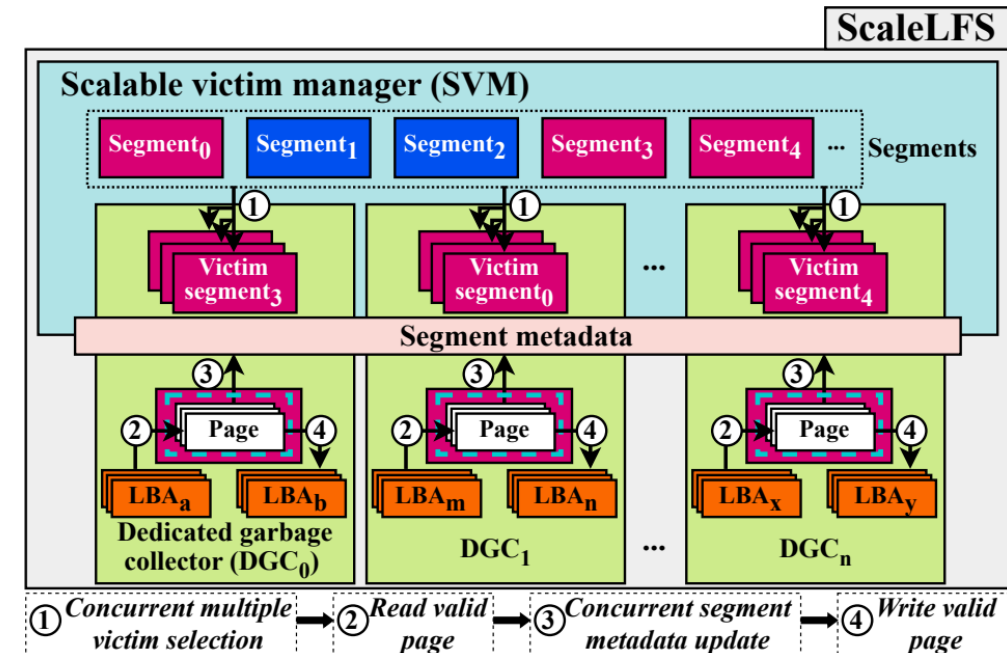 ScaleLFS
Scalable victim manager (SVM)
Segment0 Segment1 Segment2 Segment3 Segment4 ... Segments
1 1 1
Victim segment3
Victim segment0
...
Victim segment4
Segment metadata
3 3 3
2 Page 4 2 Page 4 2 Page 4
LBAa LBAb LBAm LBAn LBAx LBAy
Dedicated garbage
collector (DGC0)
DGC1
...
DGCn
1 Concurrent multiple
victim selection
2 Read valid
page
3 Concurrent segment
metadata update
4 Write valid
page